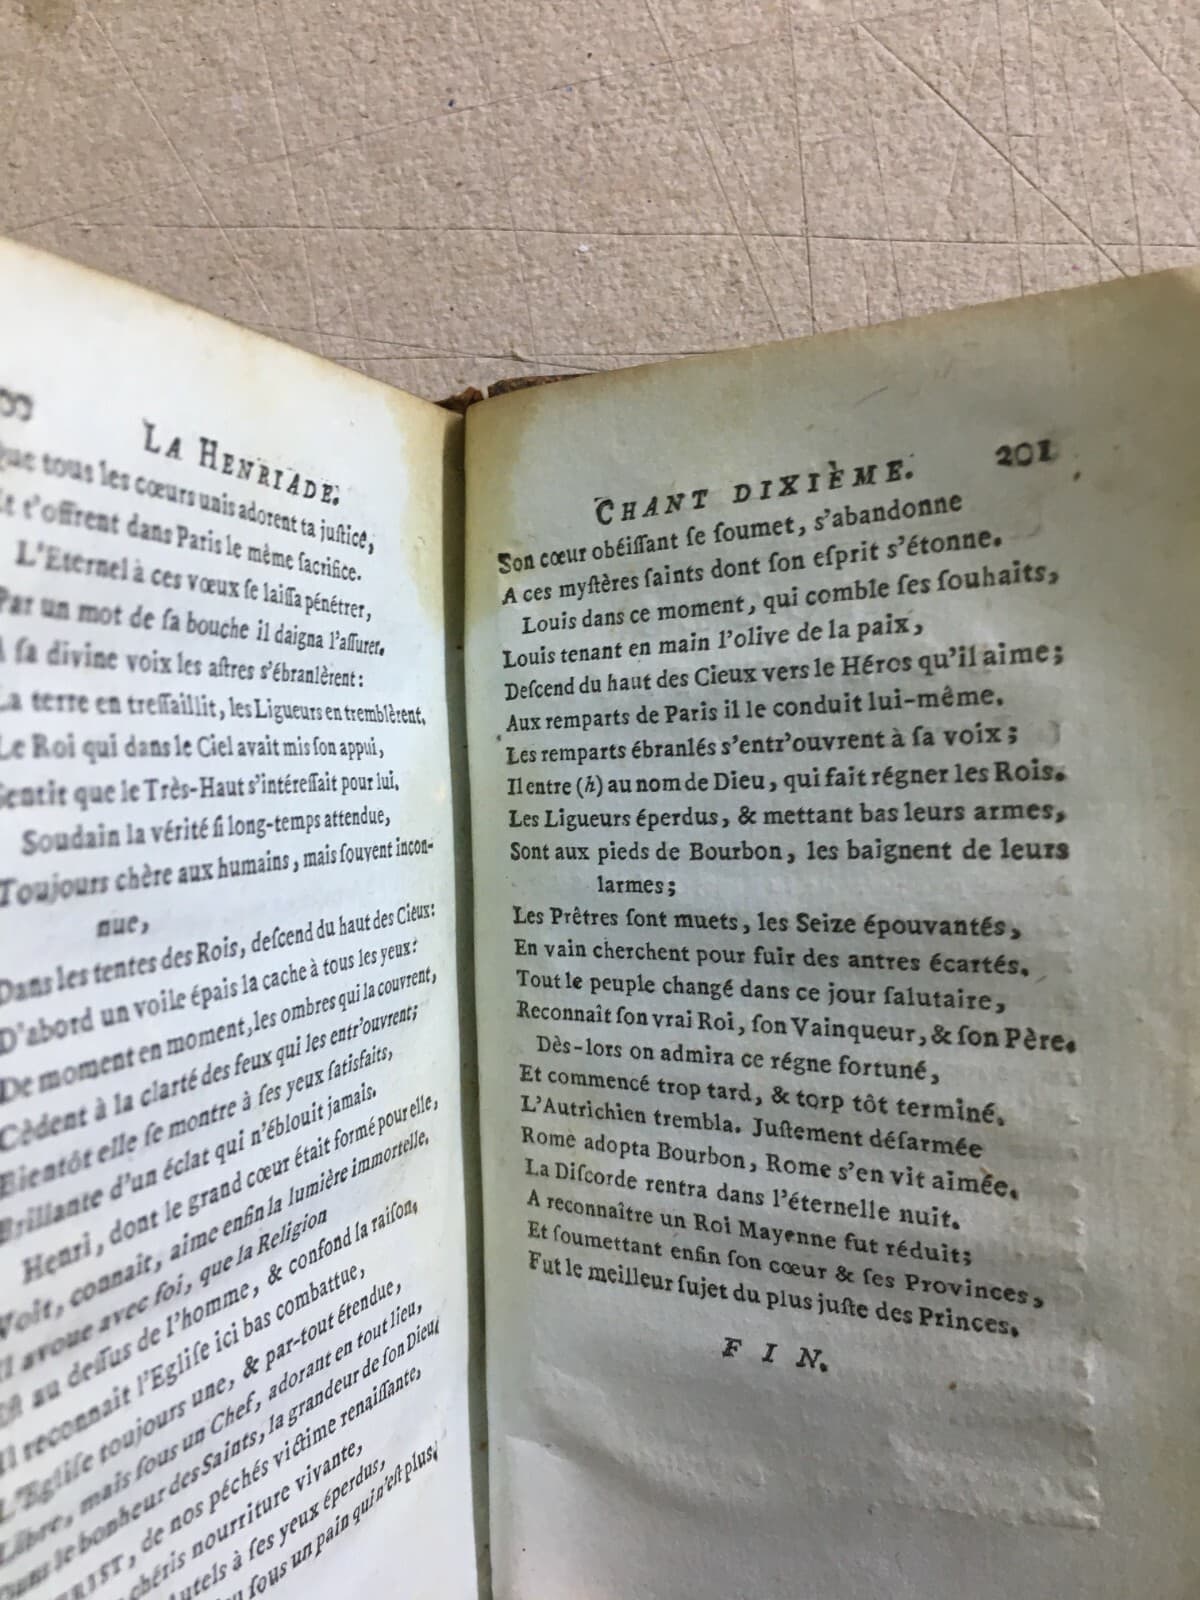 LA HENRIADE.
Que tous les cœurs unis adorent ta juſtice,
Et t'offrent dans Paris le même ſacrifice.
L'Eternel à ces vœux ſe laiſſa pénétrer,
Par un mot de ſa bouche il daigna l'aſſurer.
A ſa divine voix les aſtres s'ébranlèrent:
La terre en treſſaillit, les Ligueurs en tremblèrent.
Le Roi qui dans le Ciel avait mis ſon appui,
Sentit que le Très-Haut s'intéreſſait pour lui.
Soudain la vérité ſi long-temps attendue,
Toujours chère aux humains, mais ſouvent incon-
nue,
Dans les tentes des Rois, deſcend du haut des Cieux:
D'abord un voile épais la cache à tous les yeux:
De moment en moment, les ombres qui la couvrent,
Cèdent à la clarté des feux qui les entr'ouvrent;
Bientôt elle ſe montre à ſes yeux ſatisfaits,
Brillante d'un éclat qui n'éblouit jamais.
Henri, dont le grand cœur était formé pour elle,
Voit, connait, aime enfin la lumière immortelle.
Il avoue avec foi, que la Religion
Eſt au deſſus de l'homme, & confond la raiſon.
Il reconnait l'Egliſe ici bas combattue,
L'Egliſe toujours une, & par-tout étendue,
Libre, mais ſous un Chef, adorant en tout lieu,
Dans le bonheur des Saints, la grandeur de ſon Dieu.
de nos péchés victime renaiſſante,
chéris nourriture vivante,
à ſes yeux éperdus,
ſous un pain qui n'eſt plus.
CHANT DIXIÈME. 201
Son cœur obéiſſant ſe ſoumet, s'abandonne
A ces myſtères ſaints dont ſon eſprit s'étonne.
Louis dans ce moment, qui comble ſes ſouhaits,
Louis tenant en main l'olive de la paix,
Deſcend du haut des Cieux vers le Héros qu'il aime;
Aux remparts de Paris il le conduit lui-même.
Les remparts ébranlés s'entr'ouvrent à ſa voix;
Il entre (h) au nom de Dieu, qui fait régner les Rois.
Les Ligueurs éperdus, & mettant bas leurs armes,
Sont aux pieds de Bourbon, les baignent de leurs
larmes;
Les Prêtres ſont muets, les Seize épouvantés,
En vain cherchent pour fuir des antres écartés.
Tout le peuple changé dans ce jour ſalutaire,
Reconnaît ſon vrai Roi, ſon Vainqueur, & ſon Père.
Dès-lors on admira ce régne fortuné,
Et commencé trop tard, & torp tôt terminé.
L'Autrichien trembla. Juſtement déſarmée
Rome adopta Bourbon, Rome s'en vit aimée.
La Diſcorde rentra dans l'éternelle nuit.
A reconnaître un Roi Mayenne fut réduit;
Et ſoumettant enfin ſon cœur & ſes Provinces,
Fut le meilleur ſujet du plus juſte des Princes.
FIN.